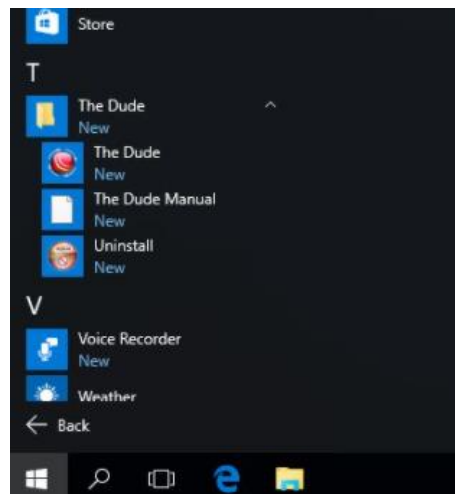 Store
T
The Dude
New
The Dude
New
The Dude Manual
New
Uninstall
New
V
Voice Recorder
New
Weather
Back